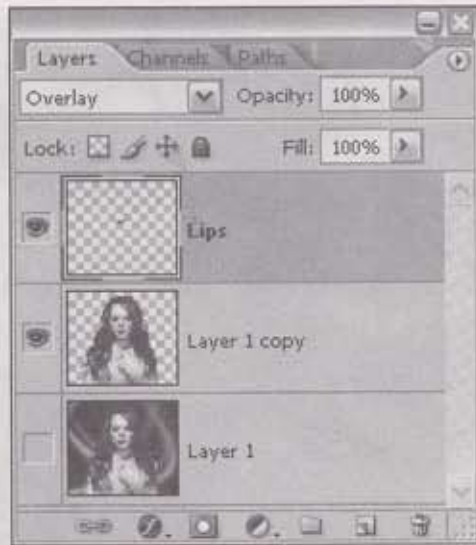 Layers Channels Paths
Overlay Opacity: 100%
Lock: Fill: 100%
Lips
Layer 1 copy
Layer 1